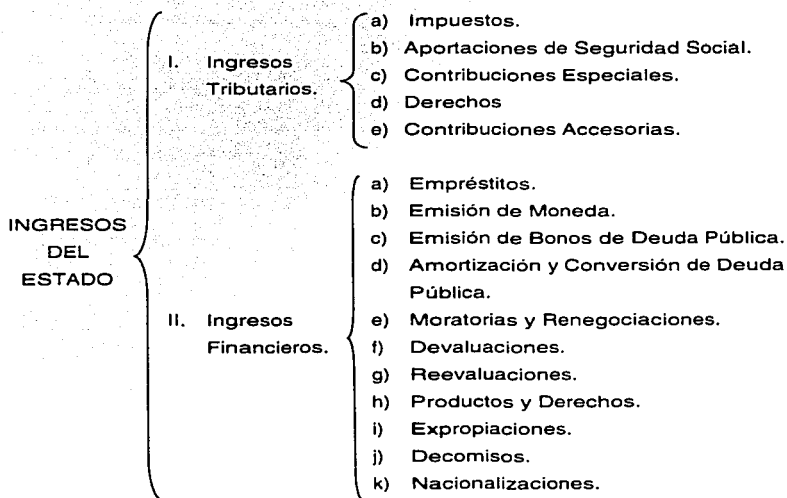 INGRESOS
DEL
ESTADO
I. Ingresos
Tributarios.
a) Impuestos.
b) Aportaciones de Seguridad Social.
c) Contribuciones Especiales.
d) Derechos
e) Contribuciones Accesorias.
II. Ingresos
Financieros.
a) Empréstitos.
b) Emisión de Moneda.
c) Emisión de Bonos de Deuda Pública.
d) Amortización y Conversión de Deuda
Pública.
e) Moratorias y Renegociaciones.
f) Devaluaciones.
g) Reevaluaciones.
h) Productos y Derechos.
i) Expropiaciones.
j) Decomisos.
k) Nacionalizaciones.